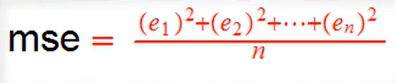 mse = (e₁)²+(e₂)²+⋯+(eₙ)² / n